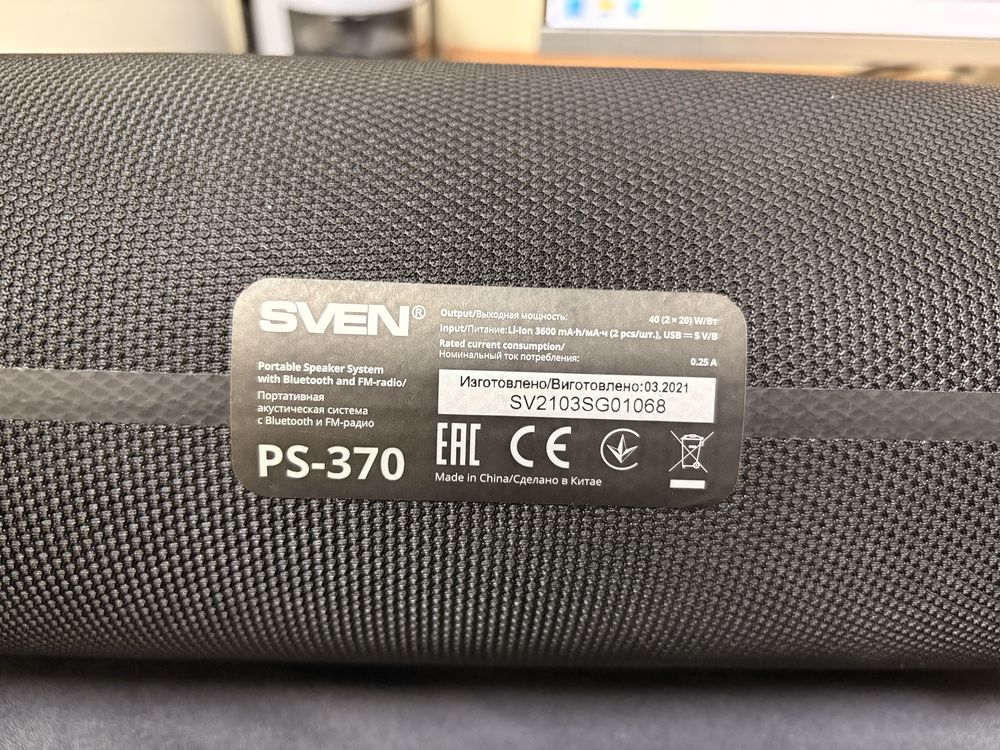 SVEN®
Portable Speaker System
with Bluetooth and FM-radio/
Портативная
акустическая система
с Bluetooth и FM-радио
PS-370
Output/Выходная мощность: 40 (2 × 20) W/Вт
Input/Питание: Li-Ion 3600 mA·h/мА·ч (2 pcs/шт.), USB ⎓ 5 V/В
Rated current consumption/
Номинальный ток потребления: 0.25 A
Изготовлено/Виготовлено:03.2021
SV2103SG01068
EAC CE
Made in China/Сделано в Китае